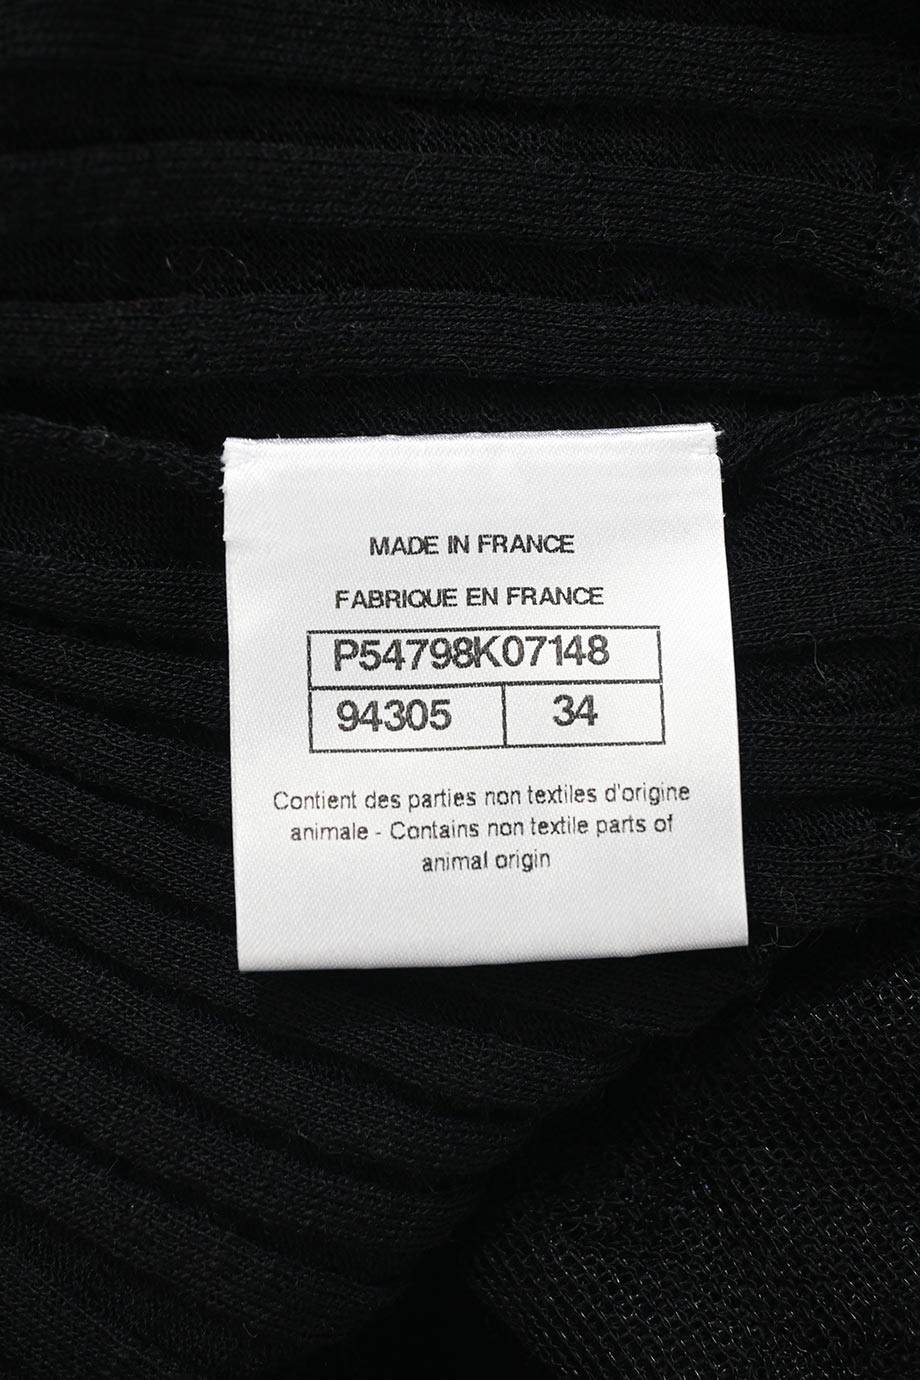 MADE IN FRANCE
FABRIQUE EN FRANCE
P54798K07148
94305 34
Contient des parties non textiles d'origine
animale - Contains non textile parts of
animal origin